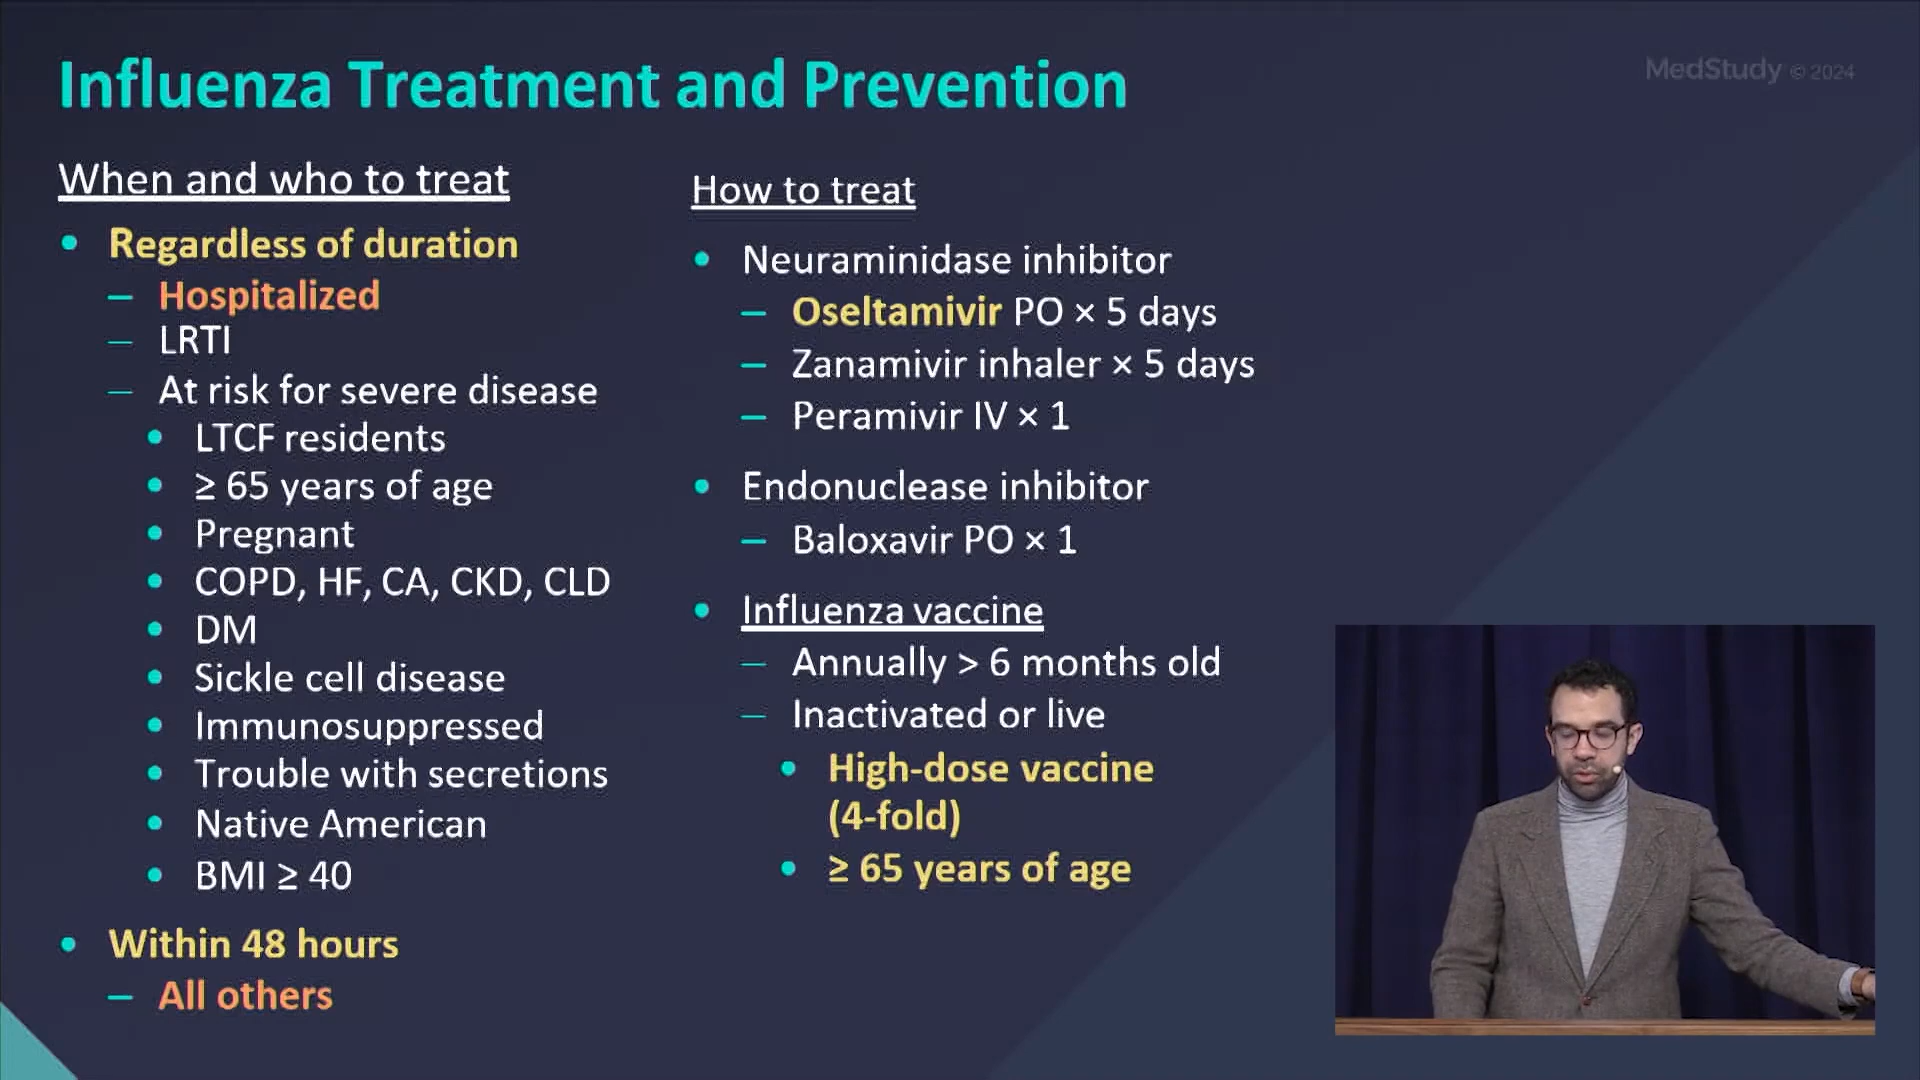 Influenza Treatment and Prevention
MedStudy © 2024
When and who to treat
• Regardless of duration
– Hospitalized
– LRTI
– At risk for severe disease
• LTCF residents
• ≥ 65 years of age
• Pregnant
• COPD, HF, CA, CKD, CLD
• DM
• Sickle cell disease
• Immunosuppressed
• Trouble with secretions
• Native American
• BMI ≥ 40
• Within 48 hours
– All others
How to treat
• Neuraminidase inhibitor
– Oseltamivir PO × 5 days
– Zanamivir inhaler × 5 days
– Peramivir IV × 1
• Endonuclease inhibitor
– Baloxavir PO × 1
• Influenza vaccine
– Annually > 6 months old
– Inactivated or live
• High-dose vaccine
(4-fold)
• ≥ 65 years of age